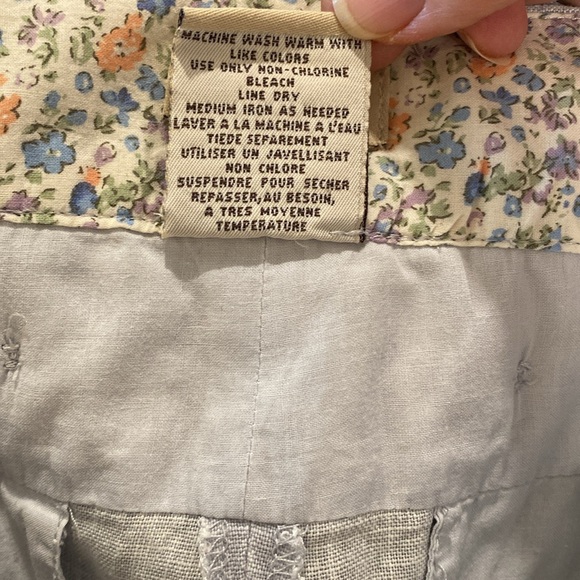 MACHINE WASH WARM WITH
LIKE COLORS
USE ONLY NON-CHLORINE
BLEACH
LINE DRY
MEDIUM IRON AS NEEDED
LAVER A LA MACHINE A L'EAU
TIEDE SEPAREMENT
UTILISER UN JAVELLISANT
NON CHLORE
SUSPENDRE POUR SECHER
REPASSER, AU BESOIN,
A TRES MOYENNE
TEMPERATURE